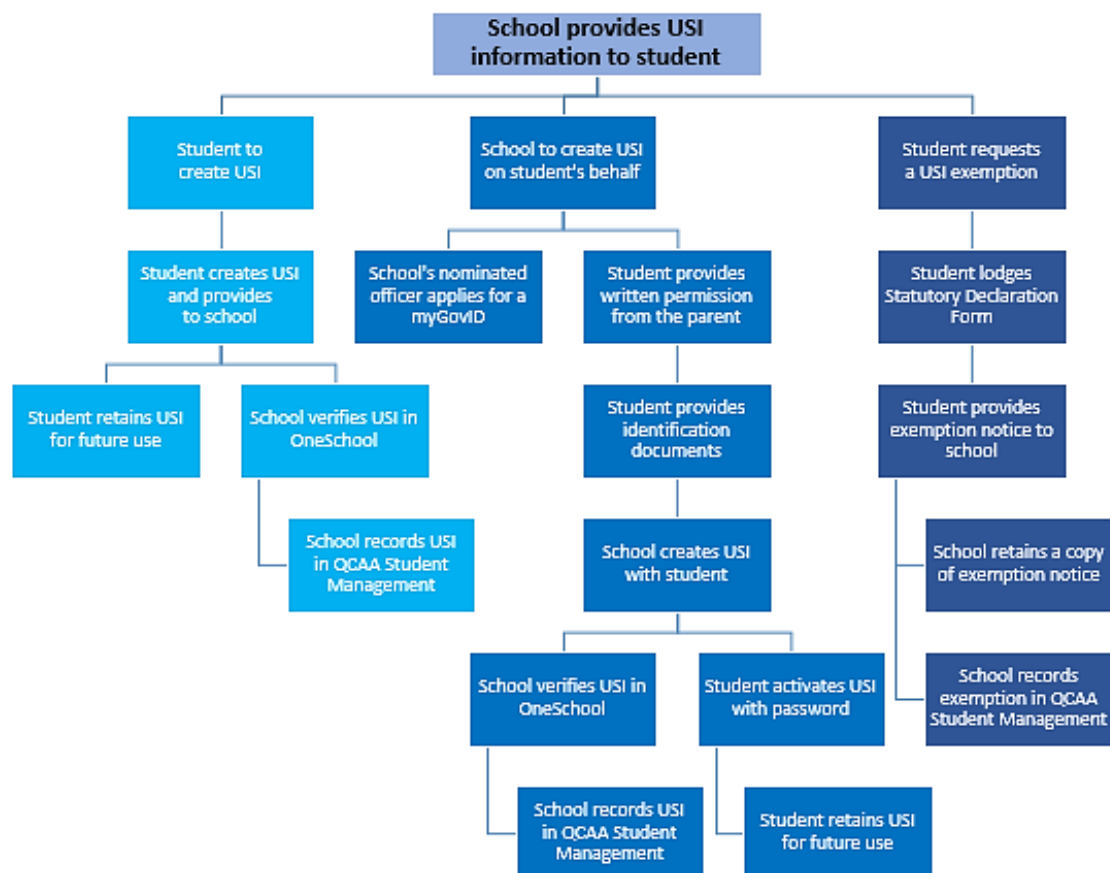 School provides USI
information to student
Student to
create USI
School to create USI
on student's behalf
Student requests
a USI exemption
Student creates USI
and provides
to school
School's nominated
officer applies for a
myGovID
Student provides
written permission
from the parent
Student lodges
Statutory Declaration
Form
Student retains USI
for future use
School verifies USI in
OneSchool
Student provides
identification
documents
Student provides
exemption notice to
school
School records USI
in QCAA Student
Management
School creates USI
with student
School retains a copy
of exemption notice
School verifies USI in
OneSchool
Student activates USI
with password
School records
exemption in QCAA
Student Management
School records USI
in QCAA Student
Management
Student retains USI
for future use